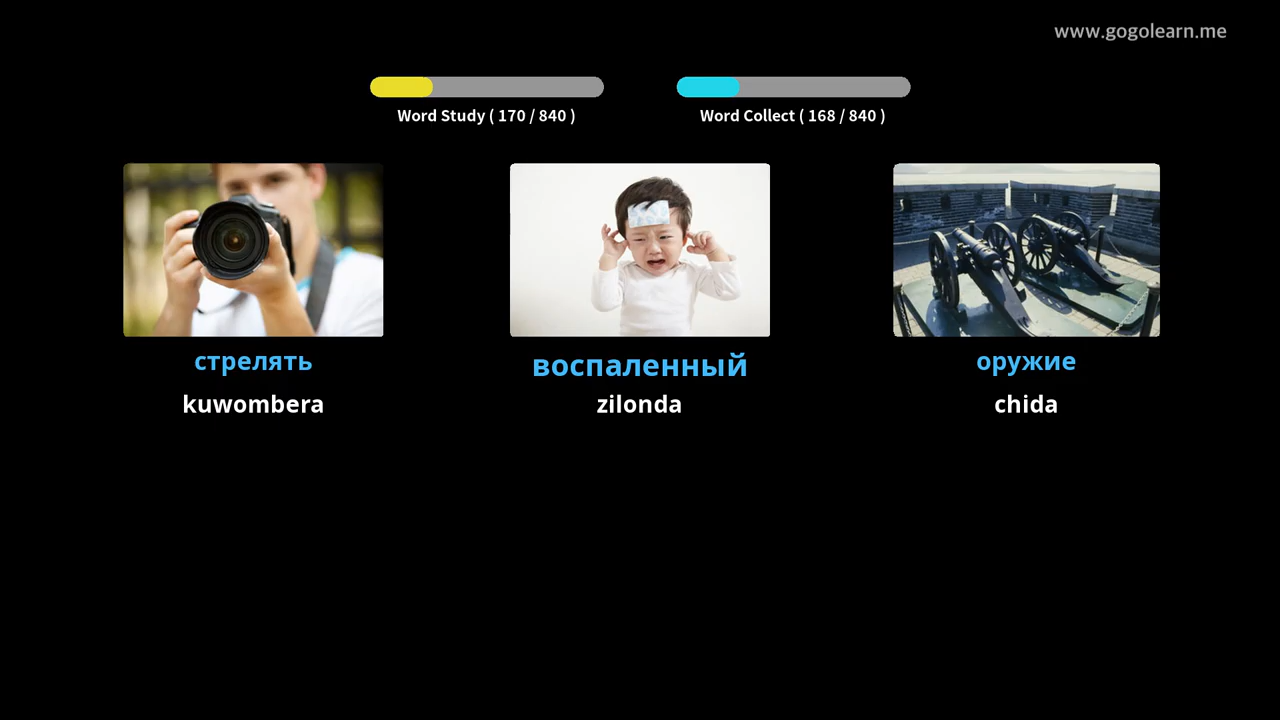 www.gogolearn.me
Word Study ( 170 / 840 )
Word Collect ( 168 / 840 )
стрелять
воспаленный
оружие
kuwombera
zilonda
chida